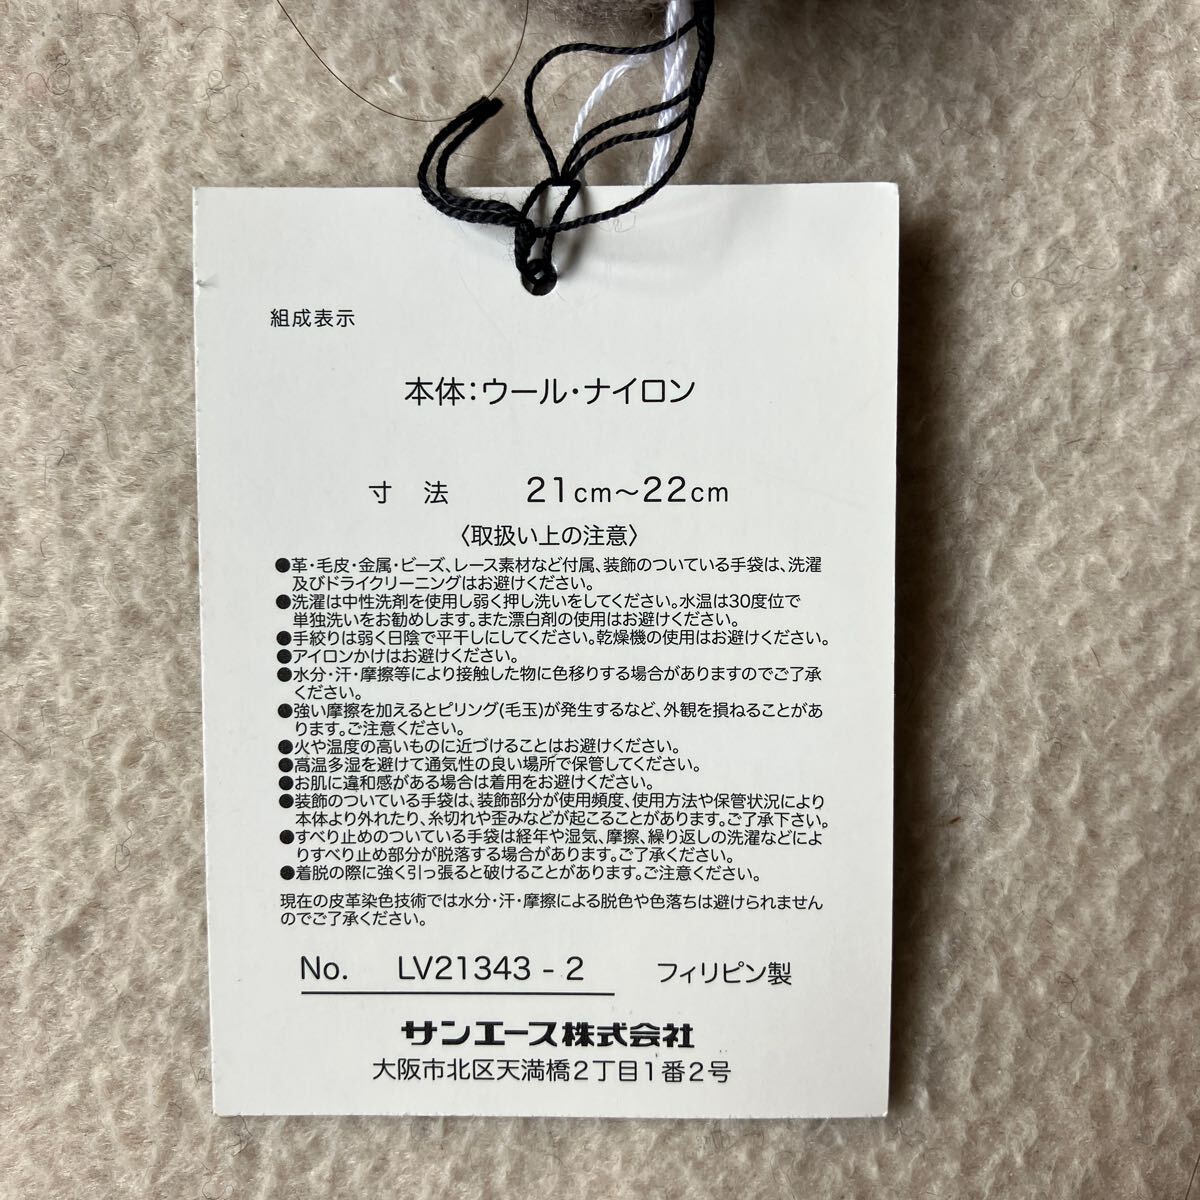 組成表示
本体：ウール・ナイロン
寸　法　21cm～22cm
〈取扱い上の注意〉
●革・毛皮・金属・ビーズ、レース素材など付属、装飾のついている手袋は、洗濯
及びドライクリーニングはお避けください。
●洗濯は中性洗剤を使用し弱く押し洗いをしてください。水温は30度位で
単独洗いをお勧めします。また漂白剤の使用はお避けください。
●手絞りは弱く日陰で平干しにしてください。乾燥機の使用はお避けください。
●アイロンかけはお避けください。
●水分・汗・摩擦等により接触した物に色移りする場合がありますのでご了承
ください。
●強い摩擦を加えるとピリング(毛玉)が発生するなど、外観を損ねることがあ
ります。ご注意ください。
●火や温度の高いものに近づけることはお避けください。
●高温多湿を避けて通気性の良い場所で保管してください。
●お肌に違和感がある場合は着用をお避けください。
●装飾のついている手袋は、装飾部分が使用頻度、使用方法や保管状況により
本体より外れたり、糸切れや歪みなどが起こることがあります。ご了承下さい。
●すべり止めのついている手袋は経年や湿気、摩擦、繰り返しの洗濯などによ
りすべり止め部分が脱落する場合があります。ご了承ください。
●着脱の際に強く引っ張ると破けることがあります。ご注意ください。
現在の皮革染色技術では水分・汗・摩擦による脱色や色落ちは避けられません
のでご了承ください。
No.　LV21343 - 2　フィリピン製
サンエース株式会社
大阪市北区天満橋2丁目1番2号